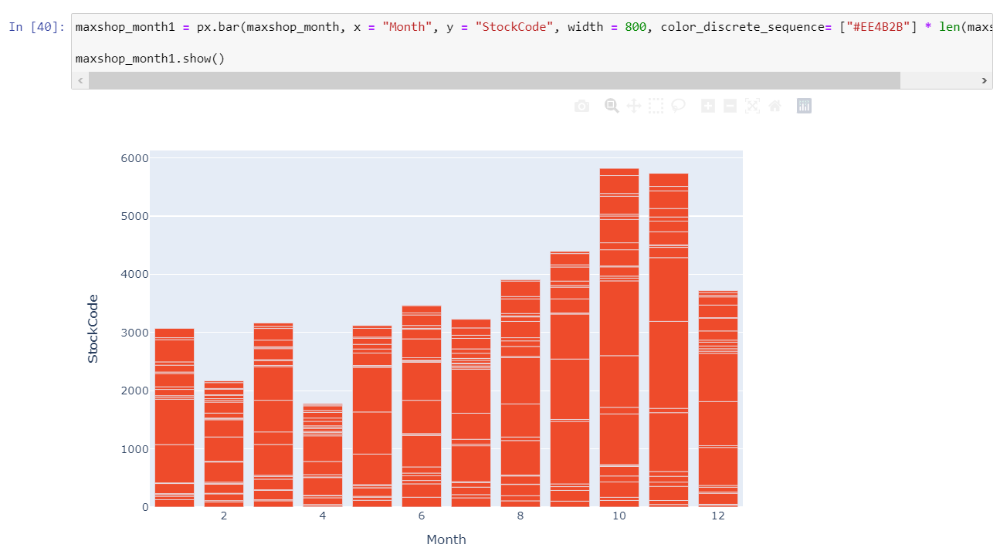 In [40]: maxshop_month1 = px.bar(maxshop_month, x = "Month", y = "StockCode", width = 800, color_discrete_sequence= ["#EE4B2B"] * len(maxs
maxshop_month1.show()
6000
5000
4000
3000
2000
1000
0
StockCode
2 4 6 8 10 12
Month